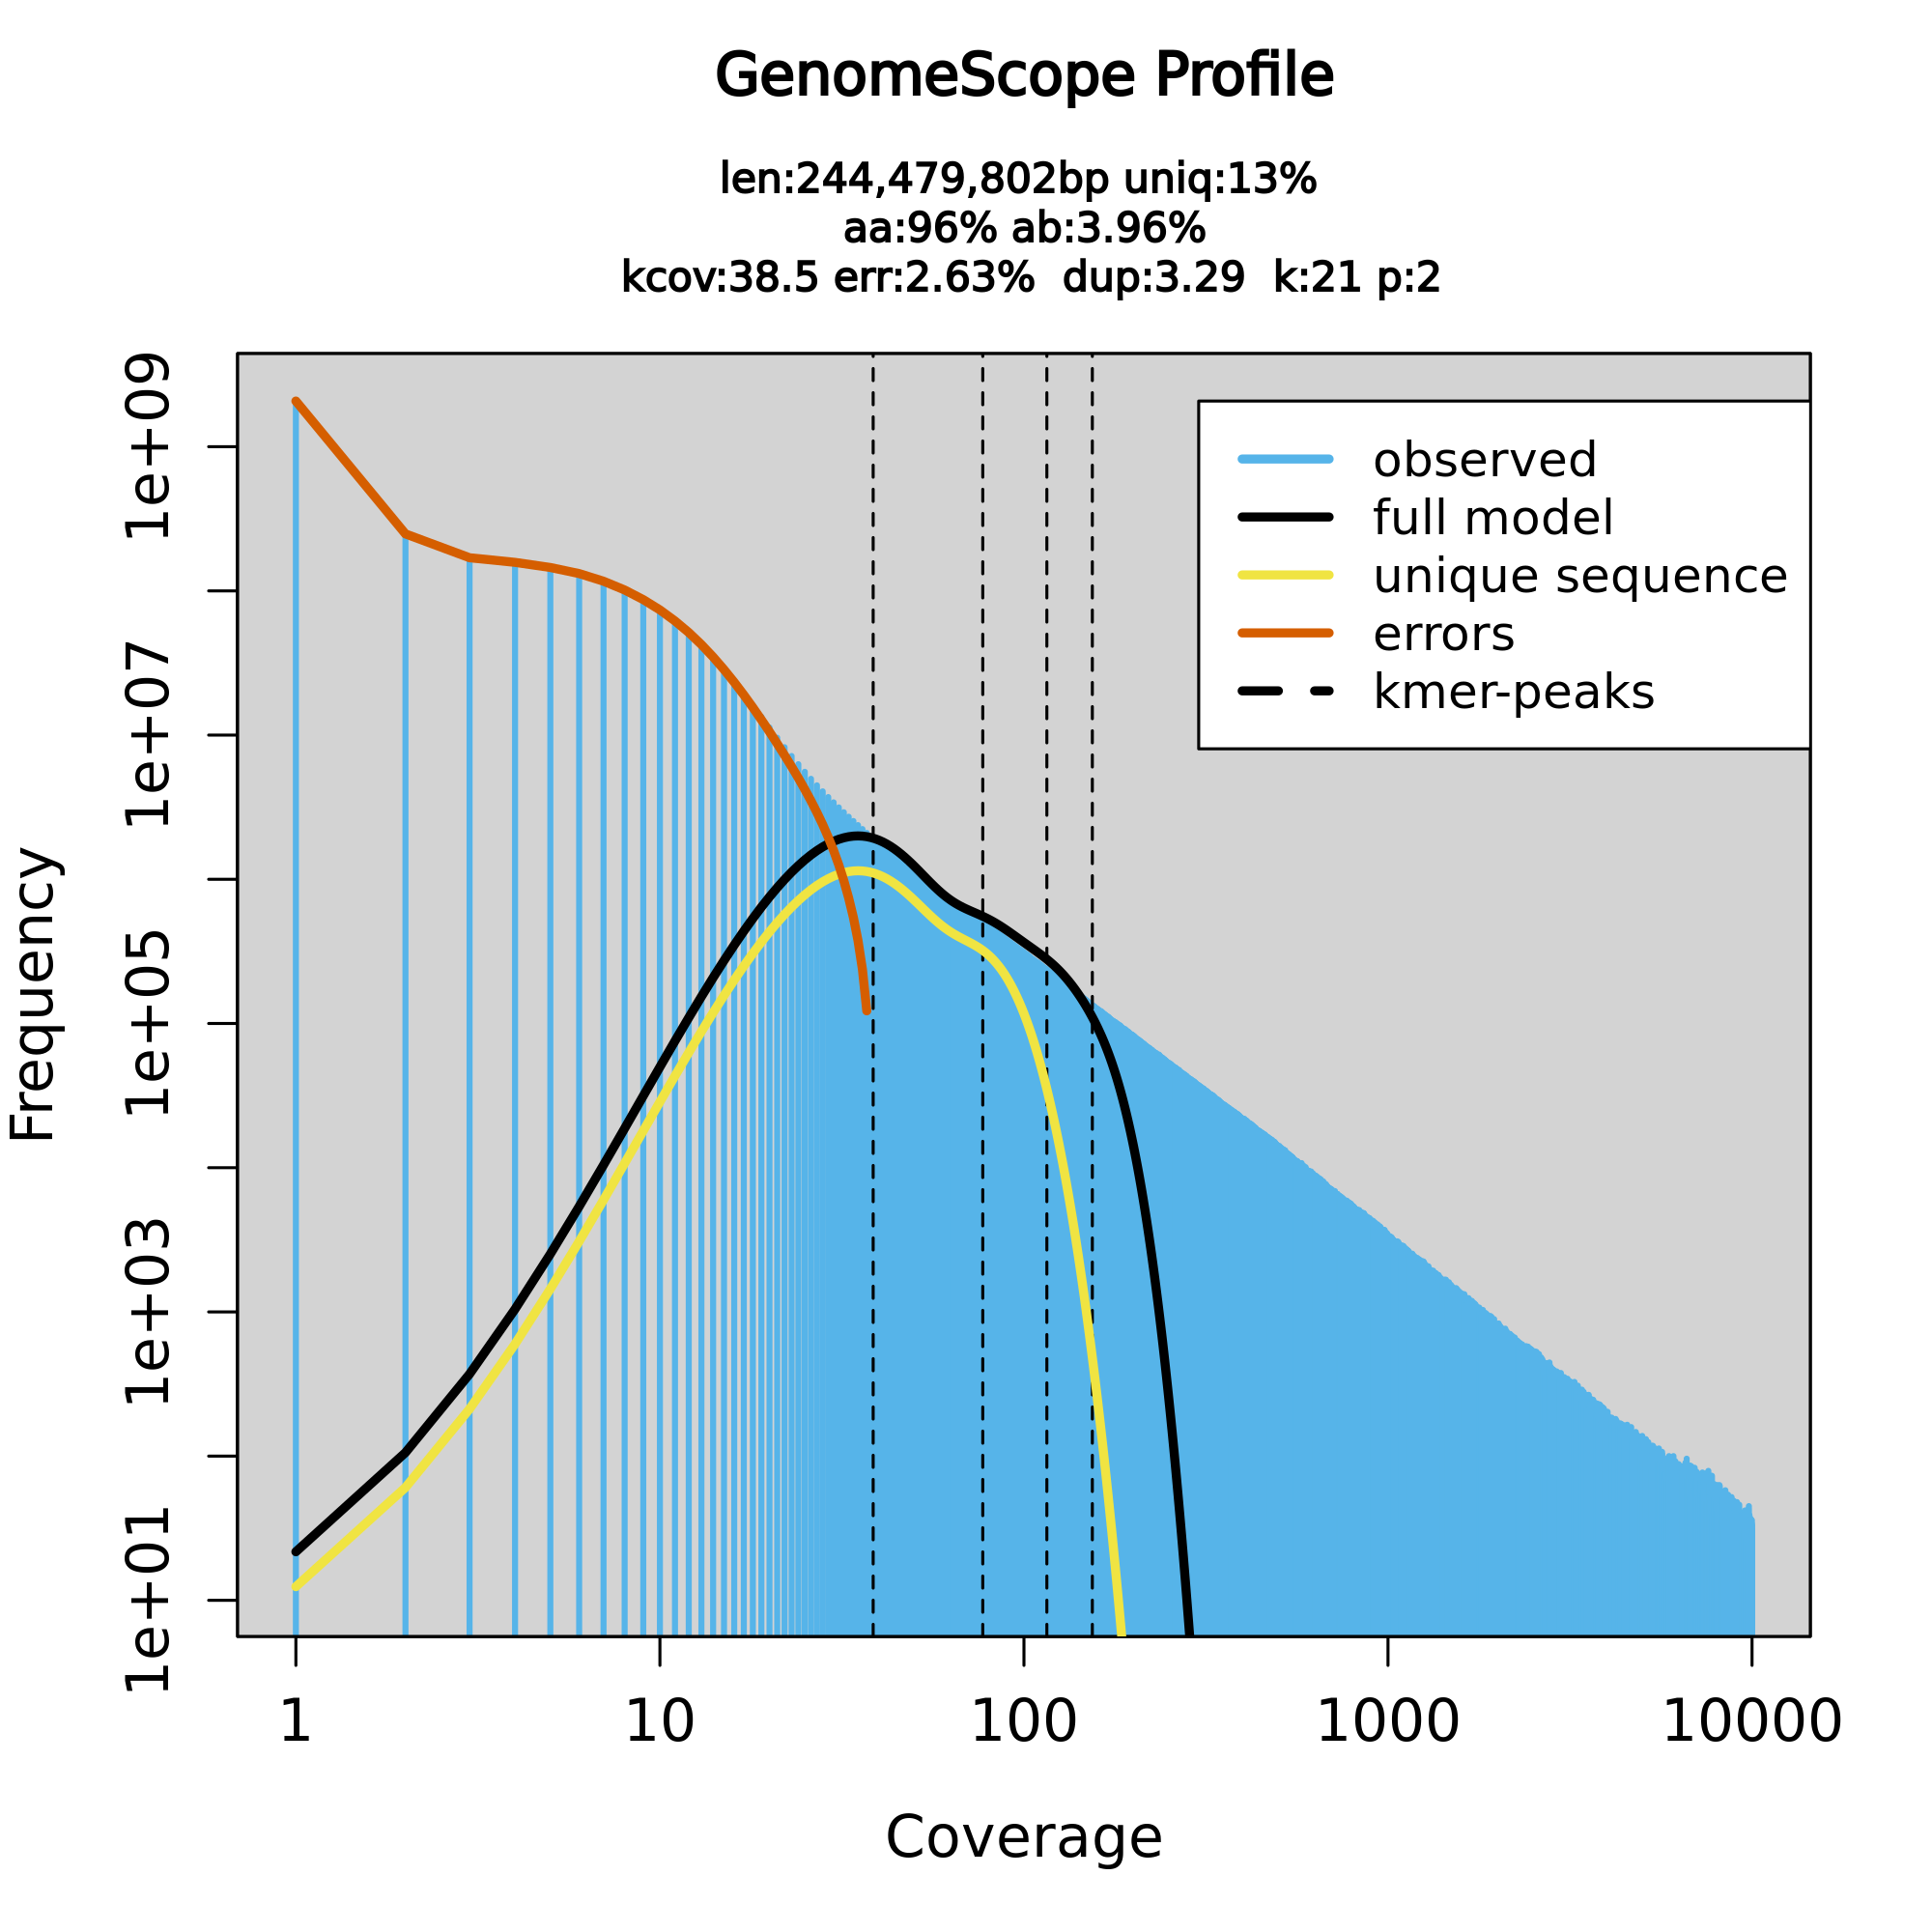 GenomeScope Profile
len:244,479,802bp uniq:13%
aa:96% ab:3.96%
kcov:38.5 err:2.63% dup:3.29 k:21 p:2
observed
full model
unique sequence
errors
kmer-peaks
Frequency
1e+09
1e+07
1e+05
1e+03
1e+01
1 10 100 1000 10000
Coverage